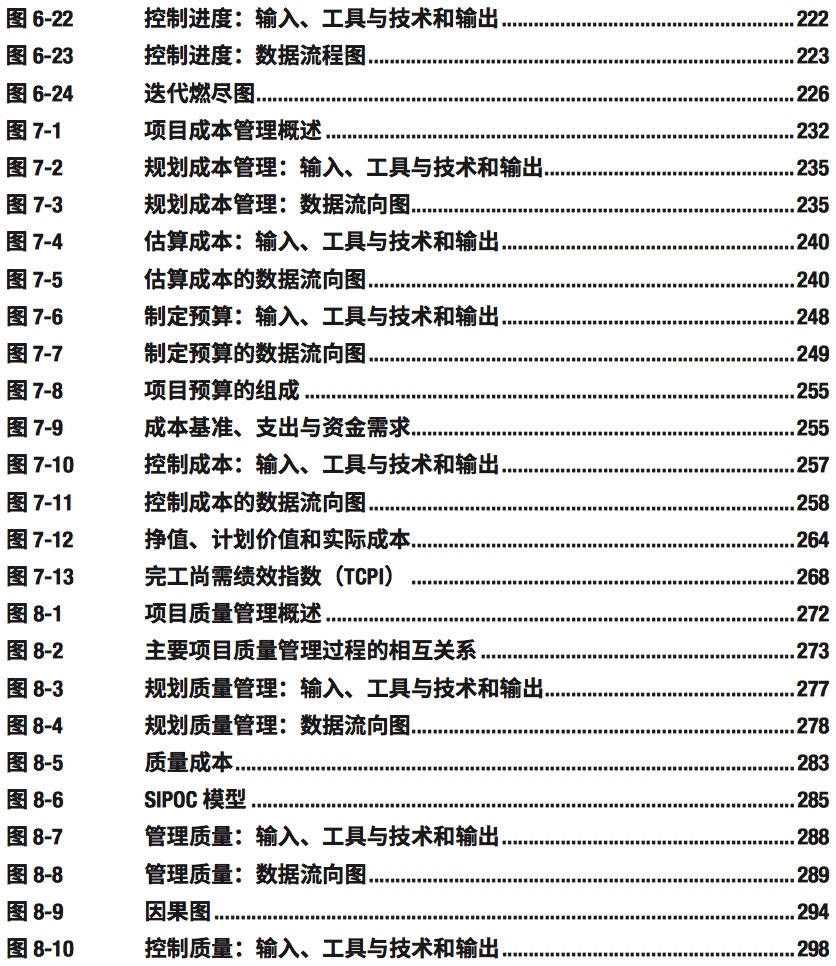 图 6-22 控制进度：输入、工具与技术和输出 222
图 6-23 控制进度：数据流程图 223
图 6-24 迭代燃尽图 226
图 7-1 项目成本管理概述 232
图 7-2 规划成本管理：输入、工具与技术和输出 235
图 7-3 规划成本管理：数据流向图 235
图 7-4 估算成本：输入、工具与技术和输出 240
图 7-5 估算成本的数据流向图 240
图 7-6 制定预算：输入、工具与技术和输出 248
图 7-7 制定预算的数据流向图 249
图 7-8 项目预算的组成 255
图 7-9 成本基准、支出与资金需求 255
图 7-10 控制成本：输入、工具与技术和输出 257
图 7-11 控制成本的数据流向图 258
图 7-12 挣值、计划价值和实际成本 264
图 7-13 完工尚需绩效指数（TCPI） 268
图 8-1 项目质量管理概述 272
图 8-2 主要项目质量管理过程的相互关系 273
图 8-3 规划质量管理：输入、工具与技术和输出 277
图 8-4 规划质量管理：数据流向图 278
图 8-5 质量成本 283
图 8-6 SIPOC 模型 285
图 8-7 管理质量：输入、工具与技术和输出 288
图 8-8 管理质量：数据流向图 289
图 8-9 因果图 294
图 8-10 控制质量：输入、工具与技术和输出 298